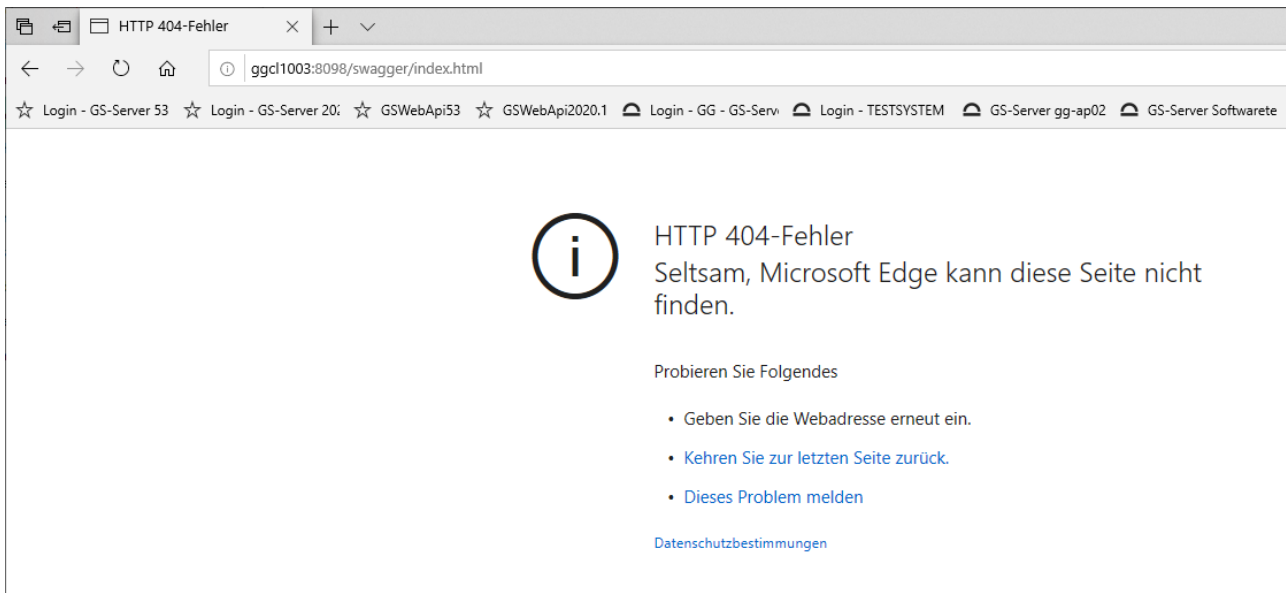 HTTP 404-Fehler
ggcl1003:8098/swagger/index.html
Login - GS-Server 53 Login - GS-Server 202 GSWebApi53 GSWebApi2020.1 Login - GG - GS-Serv Login - TESTSYSTEM GS-Server gg-ap02 GS-Server Softwarete
HTTP 404-Fehler
Seltsam, Microsoft Edge kann diese Seite nicht
finden.
Probieren Sie Folgendes
• Geben Sie die Webadresse erneut ein.
• Kehren Sie zur letzten Seite zurück.
• Dieses Problem melden
Datenschutzbestimmungen